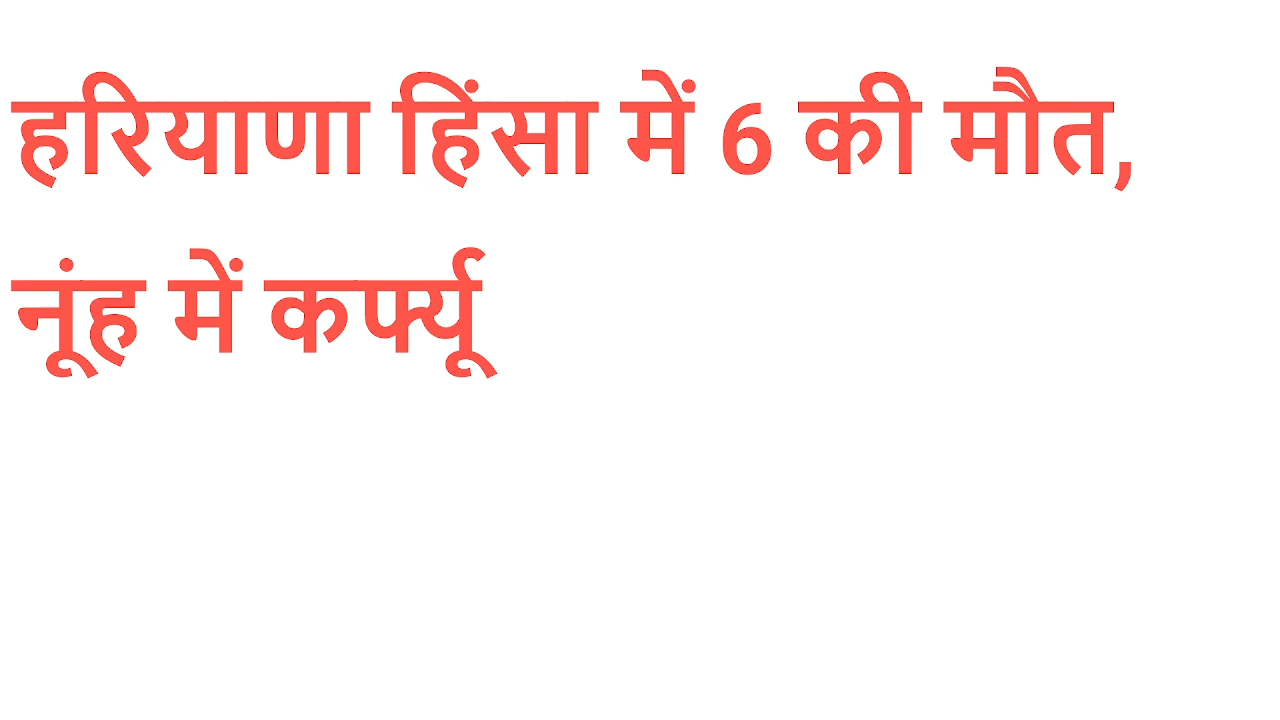 हरियाणा हिंसा में 6 की मौत,
नूंह में कर्फ्यू